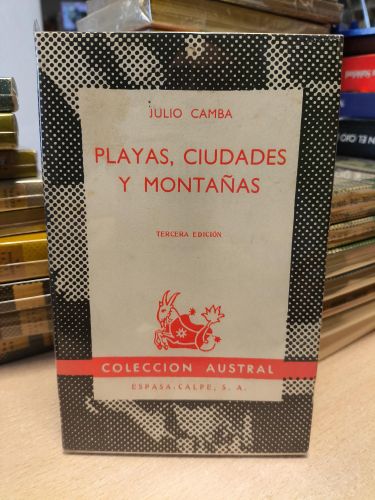 JULIO CAMBA
PLAYAS, CIUDADES
Y MONTAÑAS
TERCERA EDICIÓN
COLECCION AUSTRAL
ESPASA-CALPE, S. A.